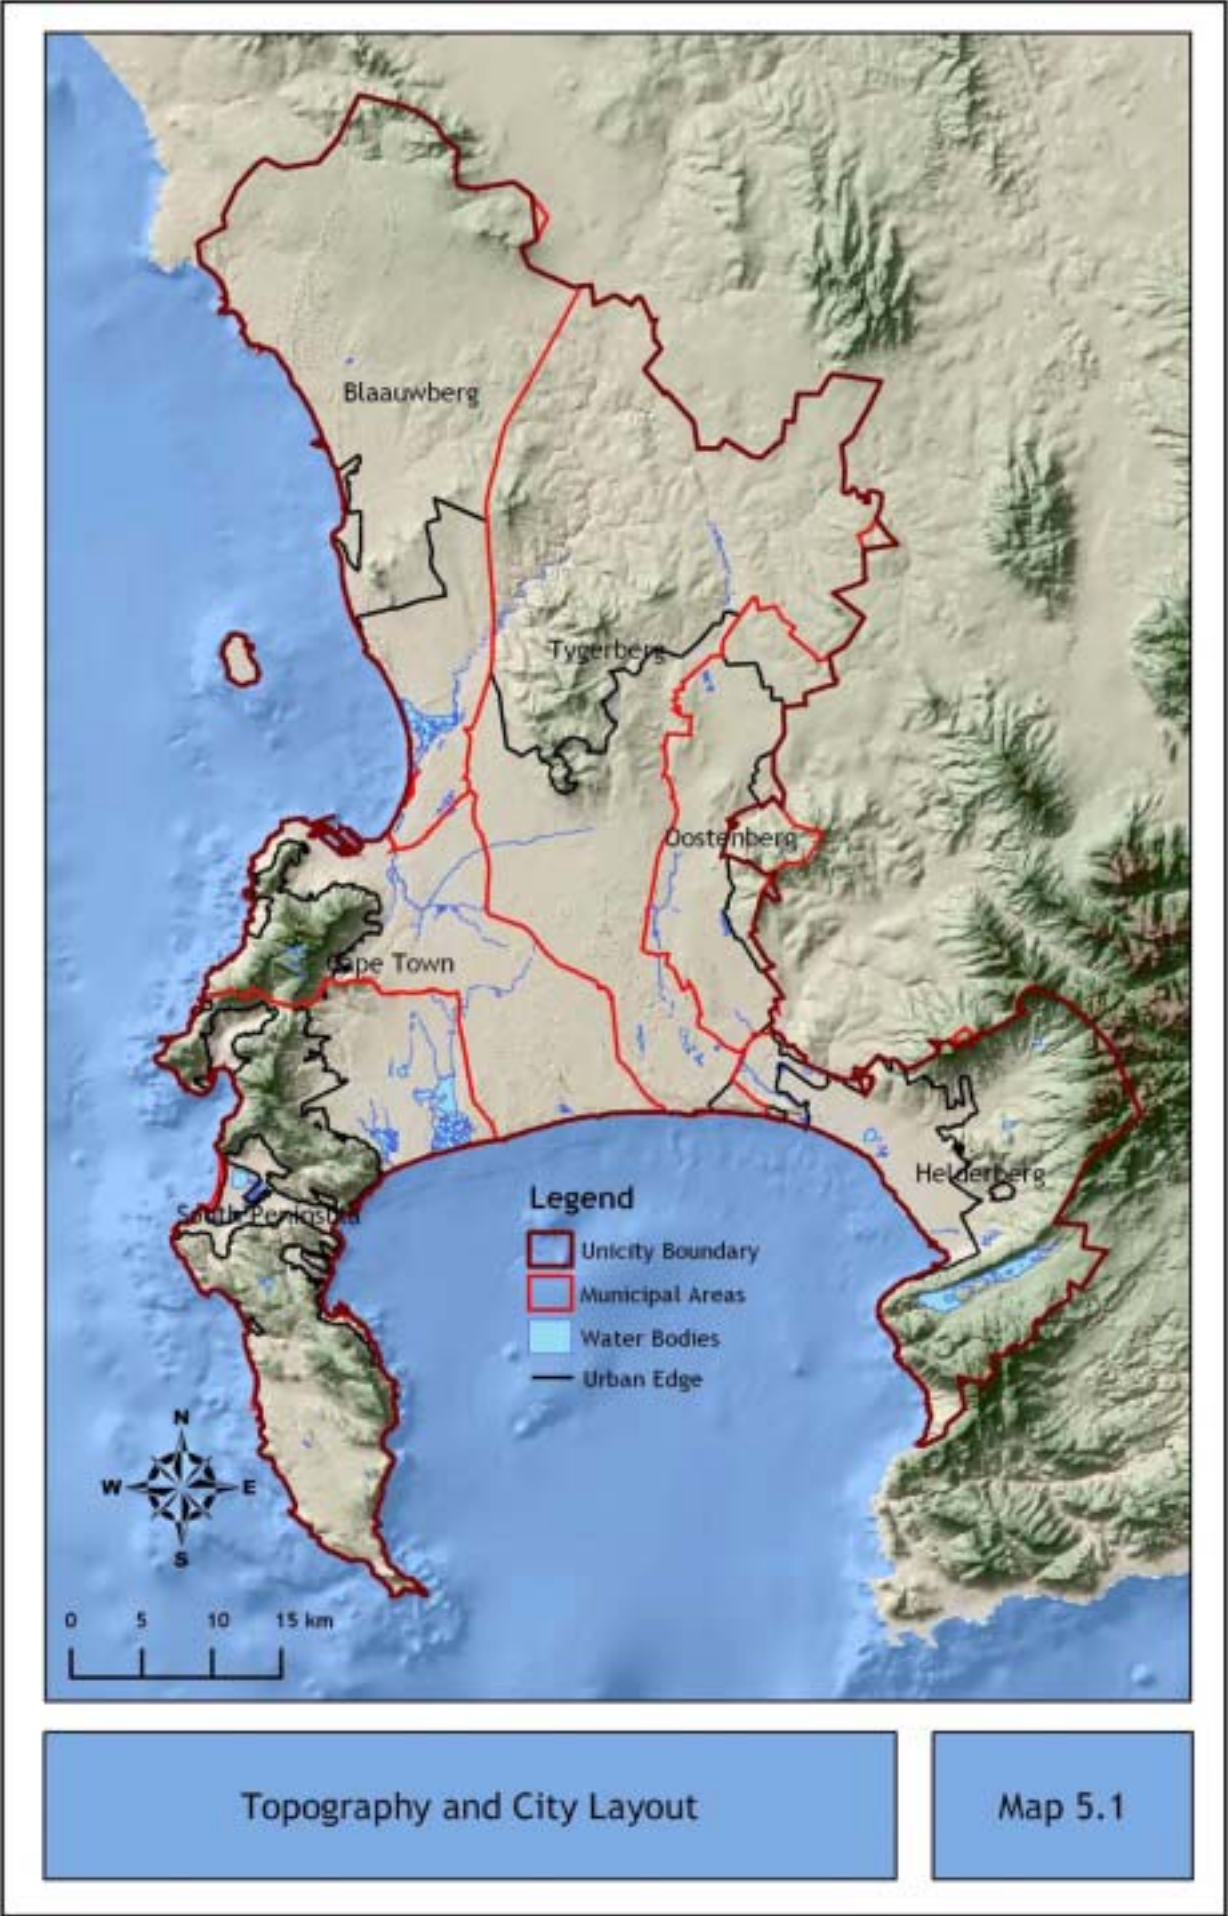 Blaauwberg
Tygerberg
Oostenberg
Cape Town
Helderberg
South Peninsula
Legend
Unicity Boundary
Municipal Areas
Water Bodies
Urban Edge
N
W E
S
0 5 10 15 km
Topography and City Layout
Map 5.1